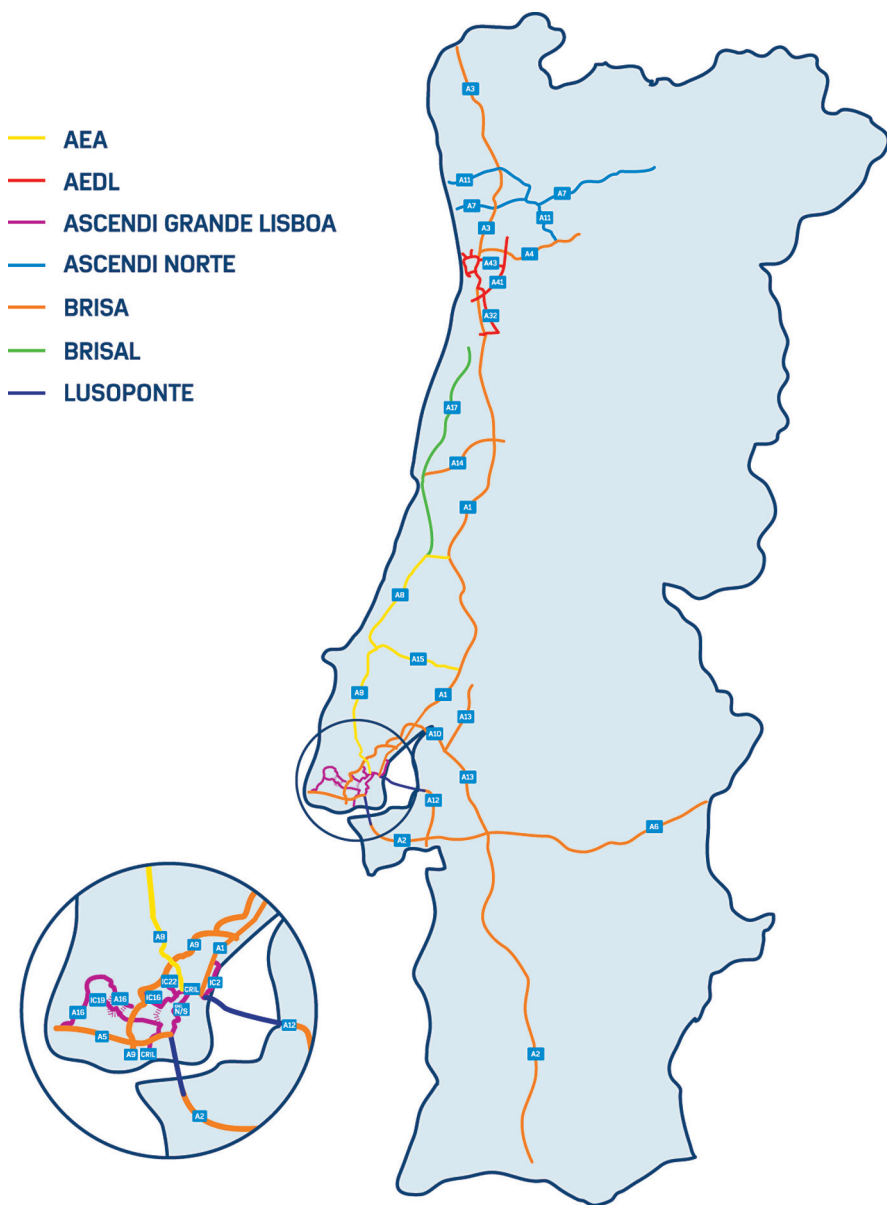 AEA
AEDL
ASCENDI GRANDE LISBOA
ASCENDI NORTE
BRISA
BRISAL
LUSOPONTE
A3
A11
A7
A7
A11
A3
A4
A43
A41
A32
A17
A14
A1
A8
A15
A8
A1
A13
A10
A13
A12
A2
A6
A2
A8
A9
A1
IC22
CRIL
IC2
IC19
A16
IC16
A16
N/S
A12
A5
A9
CRIL
A2